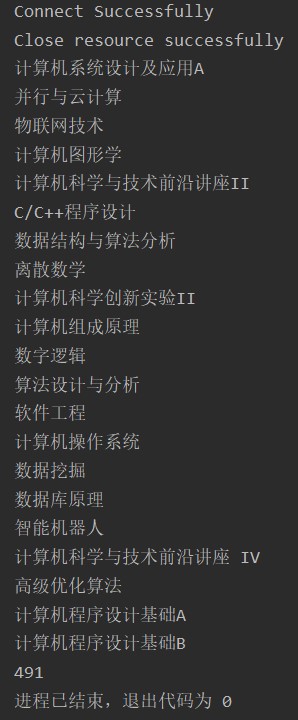 Connect Successfully
Close resource successfully
计算机系统设计及应用A
并行与云计算
物联网技术
计算机图形学
计算机科学与技术前沿讲座II
C/C++程序设计
数据结构与算法分析
离散数学
计算机科学创新实验II
计算机组成原理
数字逻辑
算法设计与分析
软件工程
计算机操作系统
数据挖掘
数据库原理
智能机器人
计算机科学与技术前沿讲座 IV
高级优化算法
计算机程序设计基础A
计算机程序设计基础B
491
进程已结束，退出代码为 0